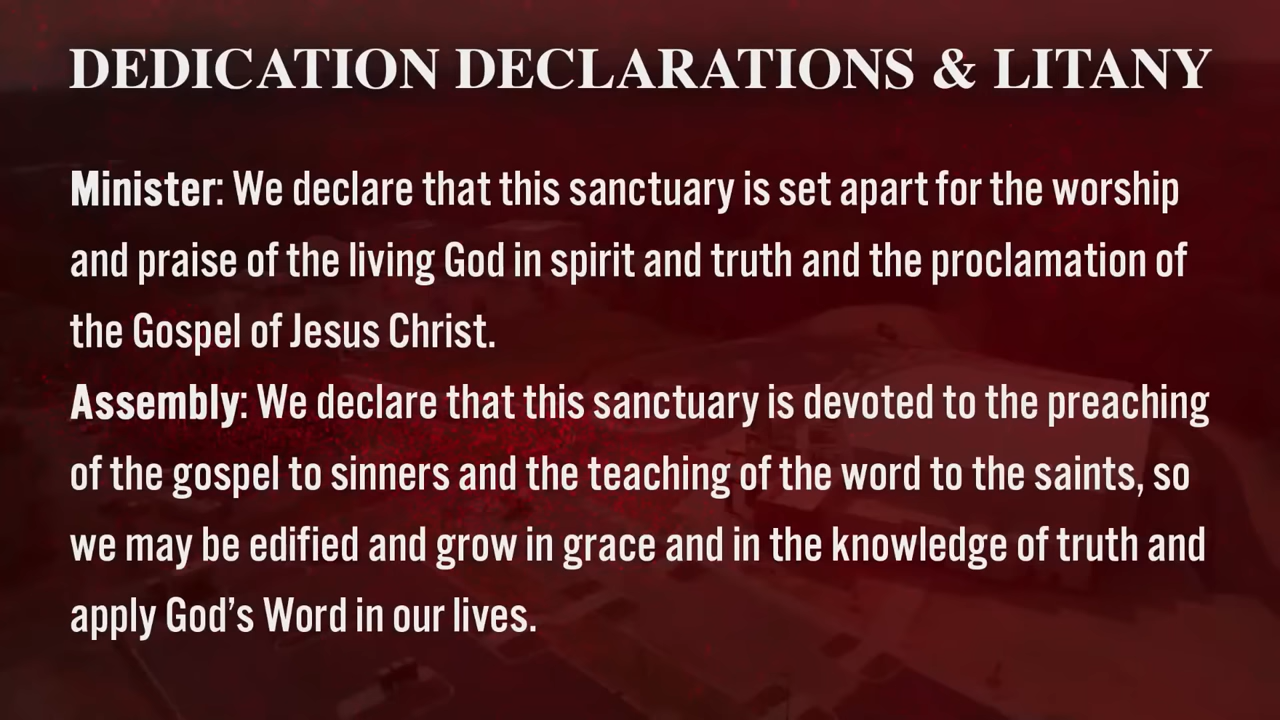 DEDICATION DECLARATIONS & LITANY
Minister: We declare that this sanctuary is set apart for the worship
and praise of the living God in spirit and truth and the proclamation of
the Gospel of Jesus Christ.
Assembly: We declare that this sanctuary is devoted to the preaching
of the gospel to sinners and the teaching of the word to the saints, so
we may be edified and grow in grace and in the knowledge of truth and
apply God’s Word in our lives.